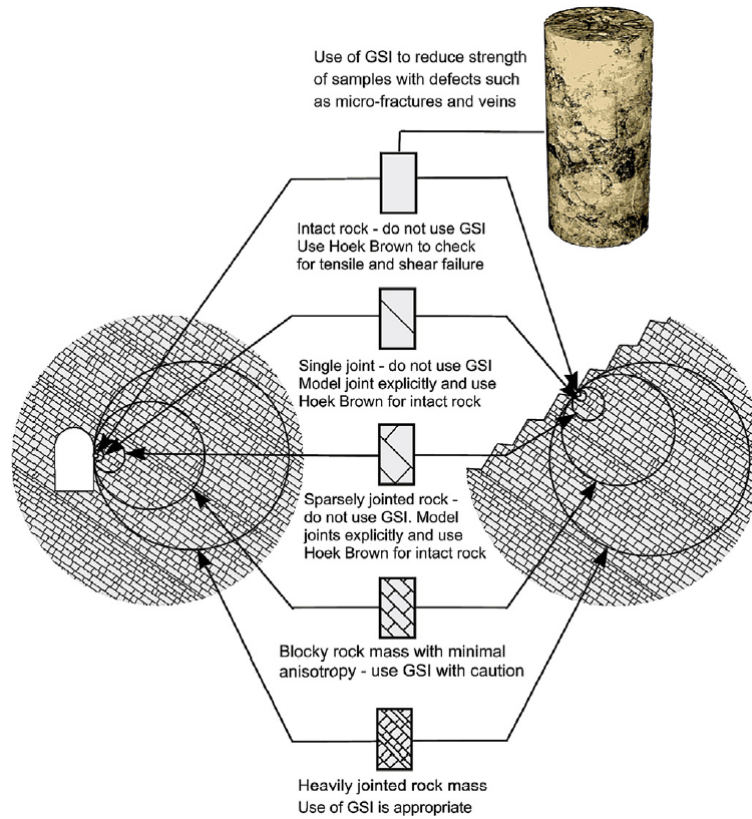 Use of GSI to reduce strength
of samples with defects such
as micro-fractures and veins
Intact rock - do not use GSI
Use Hoek Brown to check
for tensile and shear failure
Single joint - do not use GSI
Model joint explicitly and use
Hoek Brown for intact rock
Sparsely jointed rock -
do not use GSI. Model
joints explicitly and use
Hoek Brown for intact rock
Blocky rock mass with minimal
anisotropy - use GSI with caution
Heavily jointed rock mass
Use of GSI is appropriate